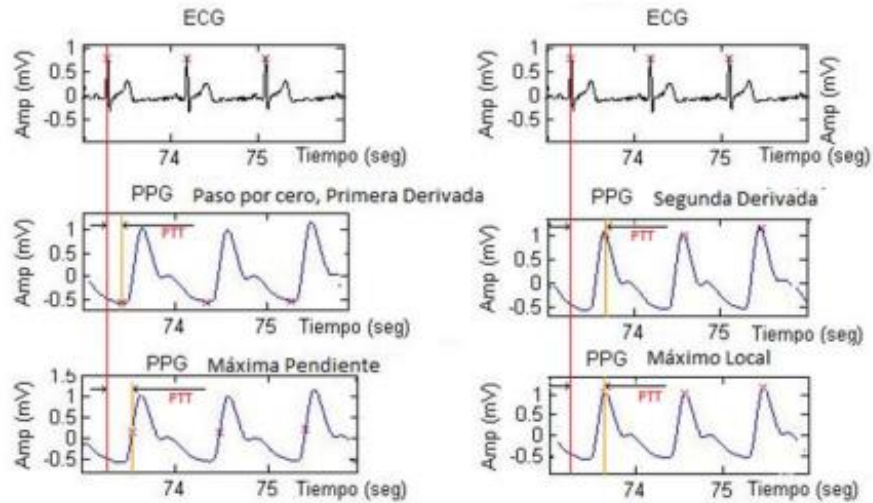 ECG
Amp (mV)
1
0.5
0
-0.5
74
75
Tiempo (seg)
PPG Paso por cero, Primera Derivada
PTT
Amp (mV)
1
0.5
0
-0.5
74
75
Tiempo (seg)
PPG Máxima Pendiente
PTT
Amp (mV)
1.5
1
0.5
0
-0.5
74
75
Tiempo (seg)
ECG
Amp (mV)
1
0.5
0
-0.5
74
75
Tiempo (seg)
Amp (mV)
PPG Segunda Derivada
PTT
Amp (mV)
1
0.5
0
-0.5
74
75
Tiempo (seg)
PPG Máximo Local
PTT
Amp (mV)
1
0.5
0
-0.5
74
75
Tiempo (seg)